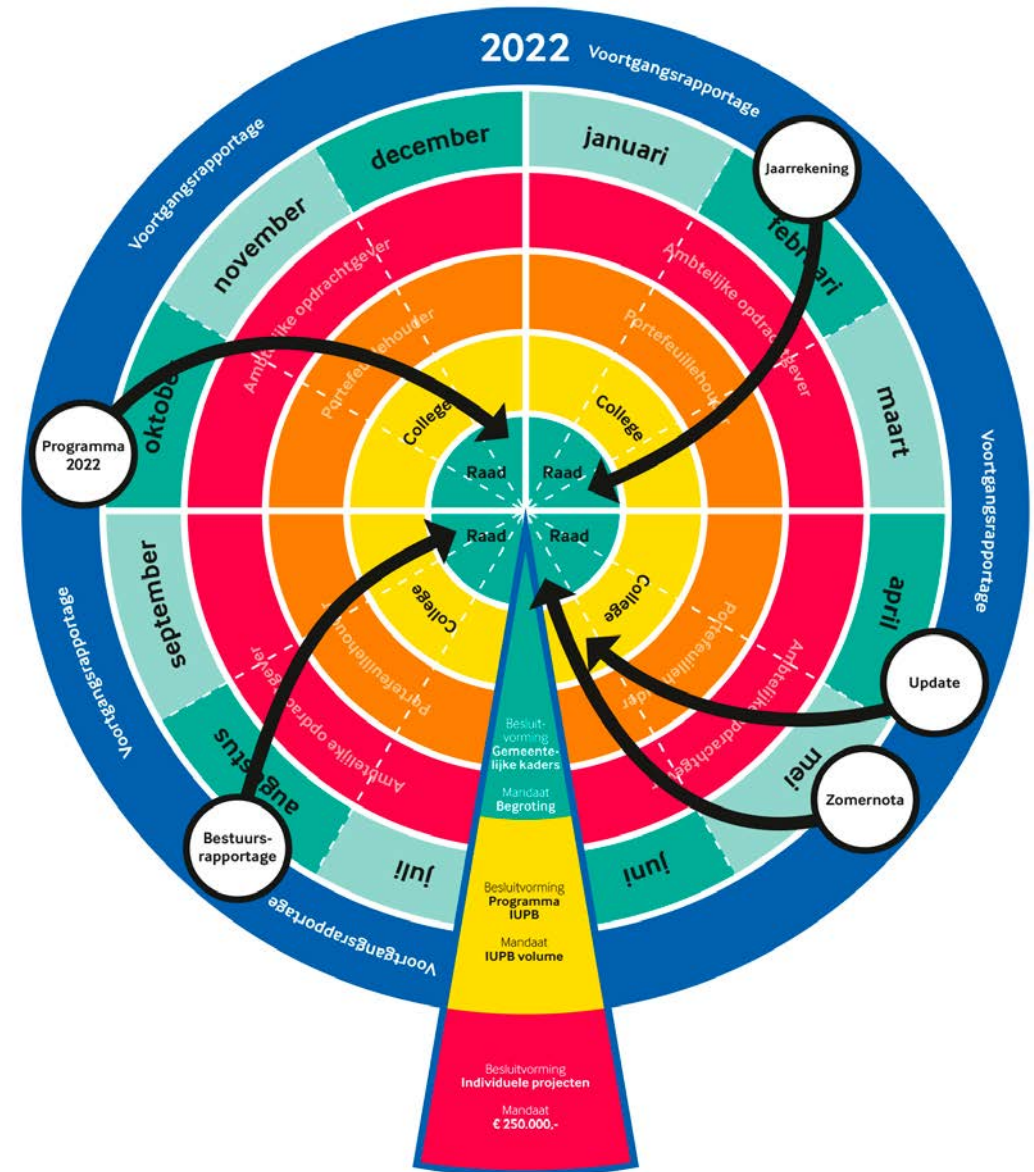 2022
Voortgangsrapportage
Voortgangsrapportage
Voortgangsrapportage
Voortgangsrapportage
Voortgangsrapportage
januari
februari
maart
april
mei
juni
juli
augustus
september
oktober
november
december
Jaarrekening
Update
Zomernota
Bestuurs-
rapportage
Programma
2022
Ambtelijke opdrachtgever
Ambtelijke opdrachtgever
Ambtelijke opdrachtgever
Ambtelijke opdrachtgever
Portefeuillehouder
Portefeuillehouder
Portefeuillehouder
Portefeuillehouder
College
College
College
College
Raad
Raad
Raad
Raad
Besluit-
vorming
Gemeente-
lijke kaders
Mandaat
Begroting
Besluitvorming
Programma
IUPB
Mandaat
IUPB volume
Besluitvorming
Individuele projecten
Mandaat
€ 250.000,-